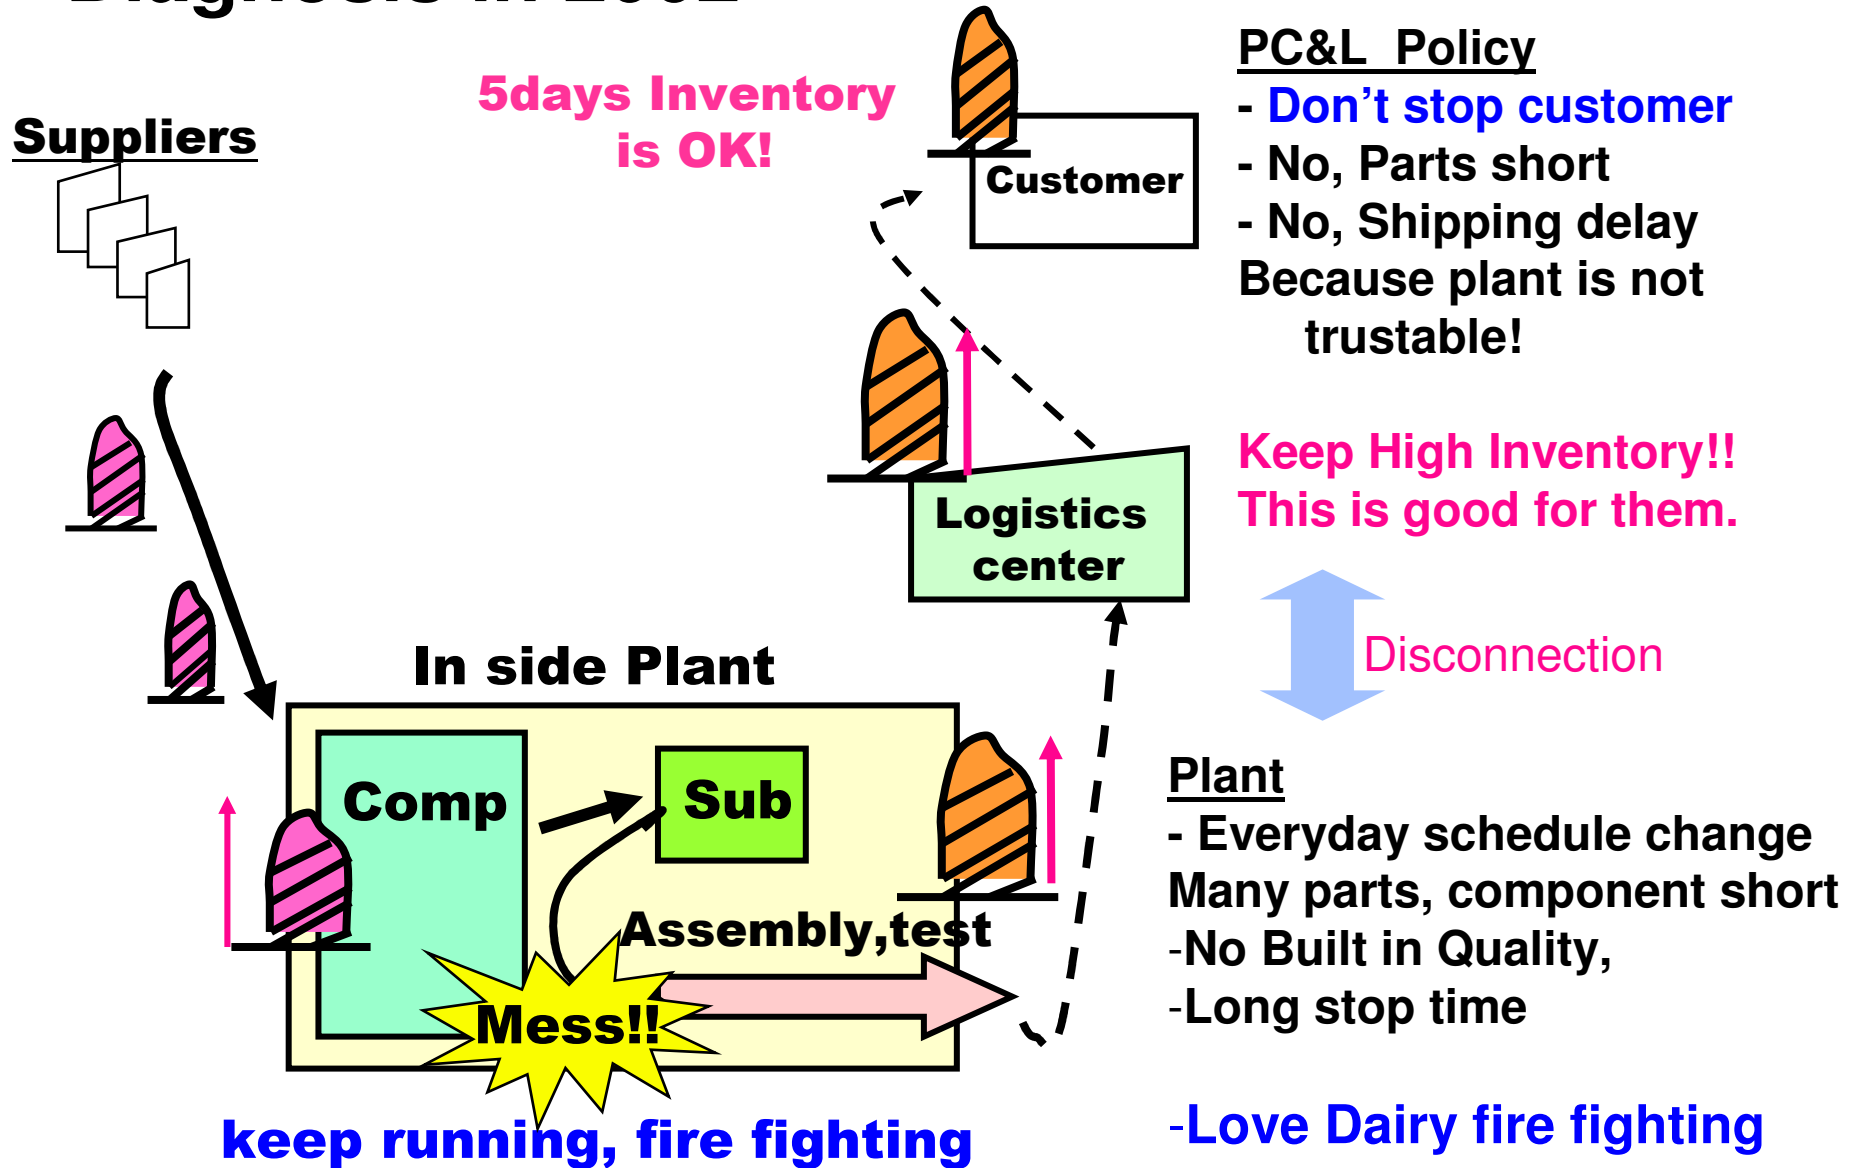 Diagnosis in 2002
5days Inventory
is OK!
Suppliers
Customer
PC&L Policy
- Don't stop customer
- No, Parts short
- No, Shipping delay
Because plant is not
trustable!
Keep High Inventory!!
This is good for them.
Logistics
center
Disconnection
In side Plant
Comp
Sub
Assembly,test
Mess!!
keep running, fire fighting
Plant
- Everyday schedule change
Many parts, component short
-No Built in Quality,
-Long stop time
-Love Dairy fire fighting